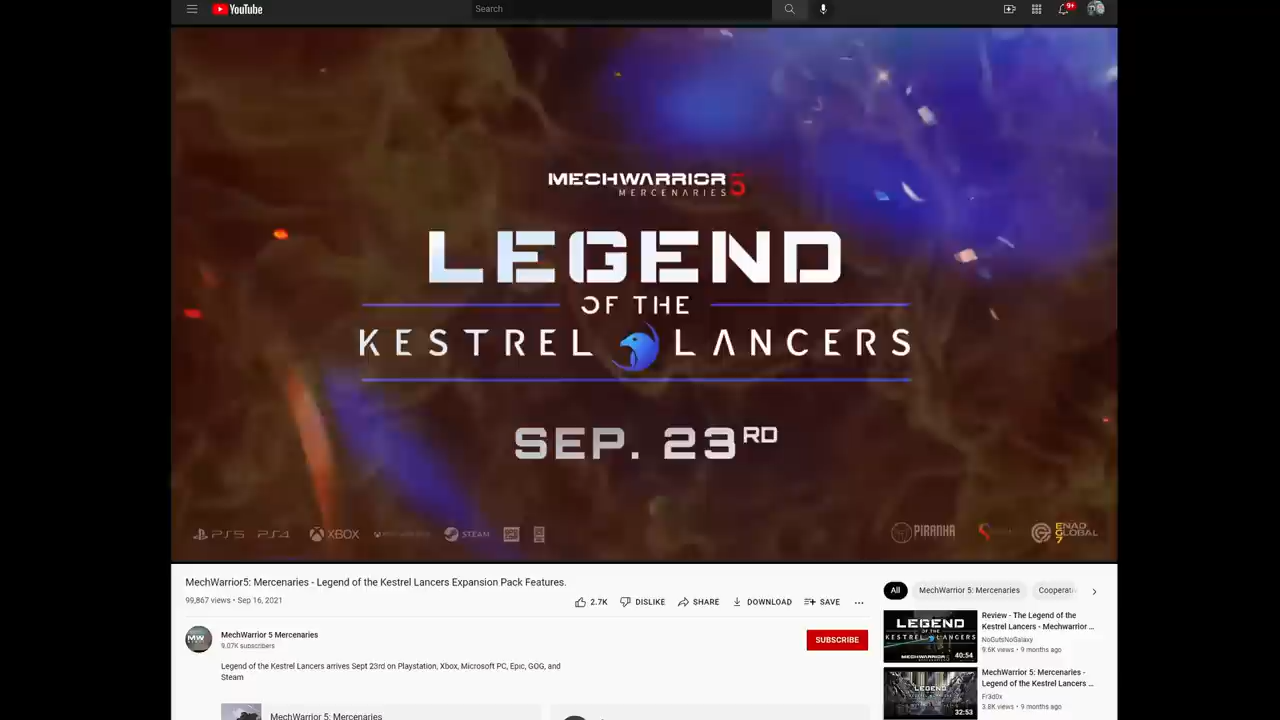 YouTube
Search
9+
MECHWARRIOR 5
MERCENARIES
LEGEND
OF THE
KESTREL LANCERS
SEP. 23RD
PS5 PS4 XBOX STEAM
PIRANHA
ENAD
GLOBAL
7
MechWarrior5: Mercenaries - Legend of the Kestrel Lancers Expansion Pack Features.
99,867 views • Sep 16, 2021
2.7K DISLIKE SHARE DOWNLOAD SAVE ...
MW
MechWarrior 5 Mercenaries
9.07K subscribers
SUBSCRIBE
Legend of the Kestrel Lancers arrives Sept 23rd on Playstation, Xbox, Microsoft PC, Epic, GOG, and
Steam
MechWarrior 5: Mercenaries
All MechWarrior 5: Mercenaries Cooperati
LEGEND
OF THE
KESTREL LANCERS
40:54
Review - The Legend of the
Kestrel Lancers - Mechwarrior ...
NoGutsNoGalaxy
9.6K views • 9 months ago
LEGEND
32:53
MechWarrior 5: Mercenaries -
Legend of the Kestrel Lancers ...
Fr3d0x
3.8K views • 9 months ago